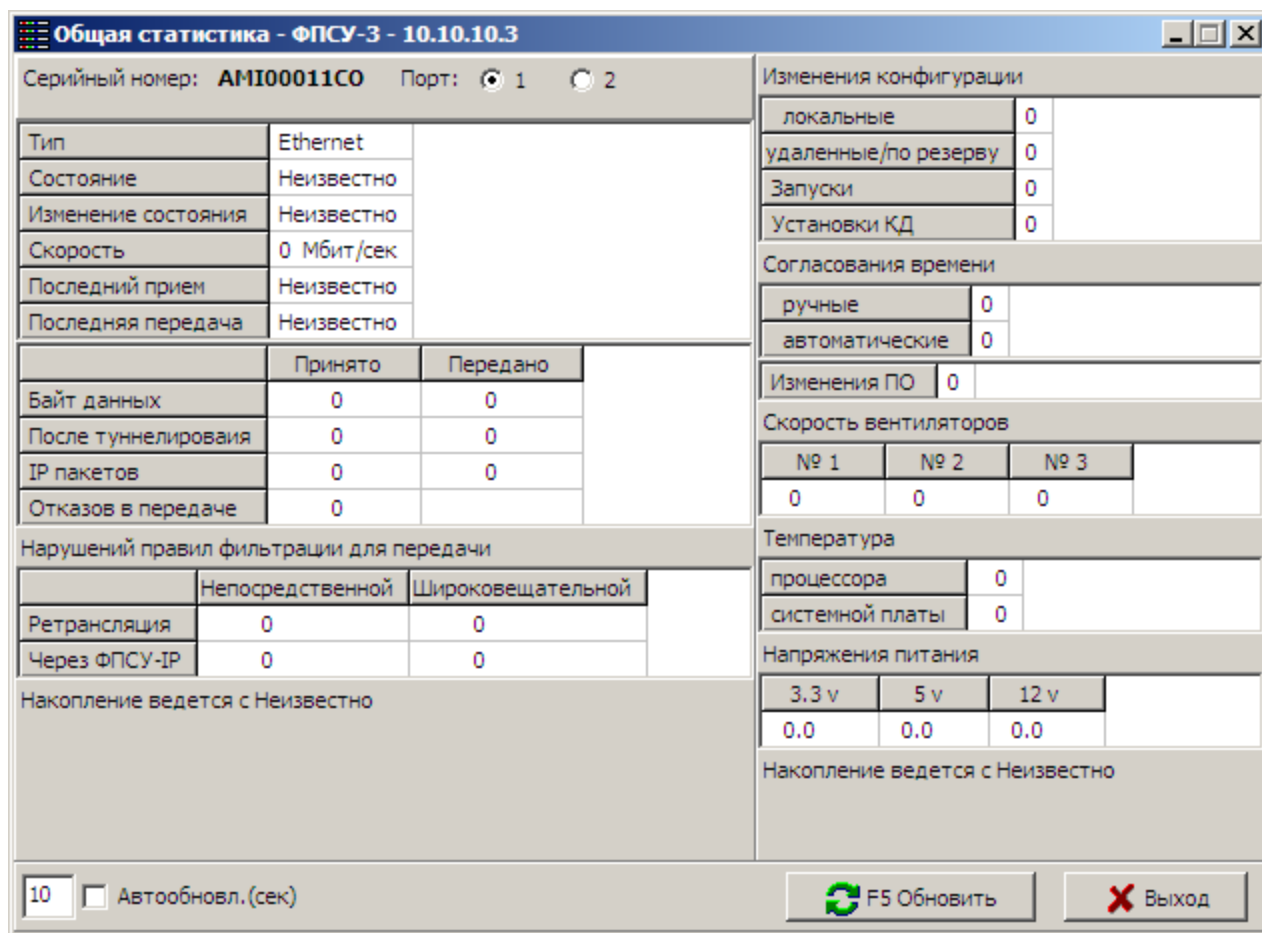 Общая статистика - ФПСУ-3 - 10.10.10.3
Серийный номер: AMI00011CO Порт: 1 2
Тип Ethernet
Состояние Неизвестно
Изменение состояния Неизвестно
Скорость 0 Мбит/сек
Последний прием Неизвестно
Последняя передача Неизвестно
Принято Передано
Байт данных 0 0
После туннелироваия 0 0
IP пакетов 0 0
Отказов в передаче 0
Нарушений правил фильтрации для передачи
Непосредственной Широковещательной
Ретрансляция 0 0
Через ФПСУ-IP 0 0
Накопление ведется с Неизвестно
Изменения конфигурации
локальные 0
удаленные/по резерву 0
Запуски 0
Установки КД 0
Согласования времени
ручные 0
автоматические 0
Изменения ПО 0
Скорость вентиляторов
№ 1 № 2 № 3
0 0 0
Температура
процессора 0
системной платы 0
Напряжения питания
3.3 v 5 v 12 v
0.0 0.0 0.0
Накопление ведется с Неизвестно
10 Автообновл.(сек) F5 Обновить Выход